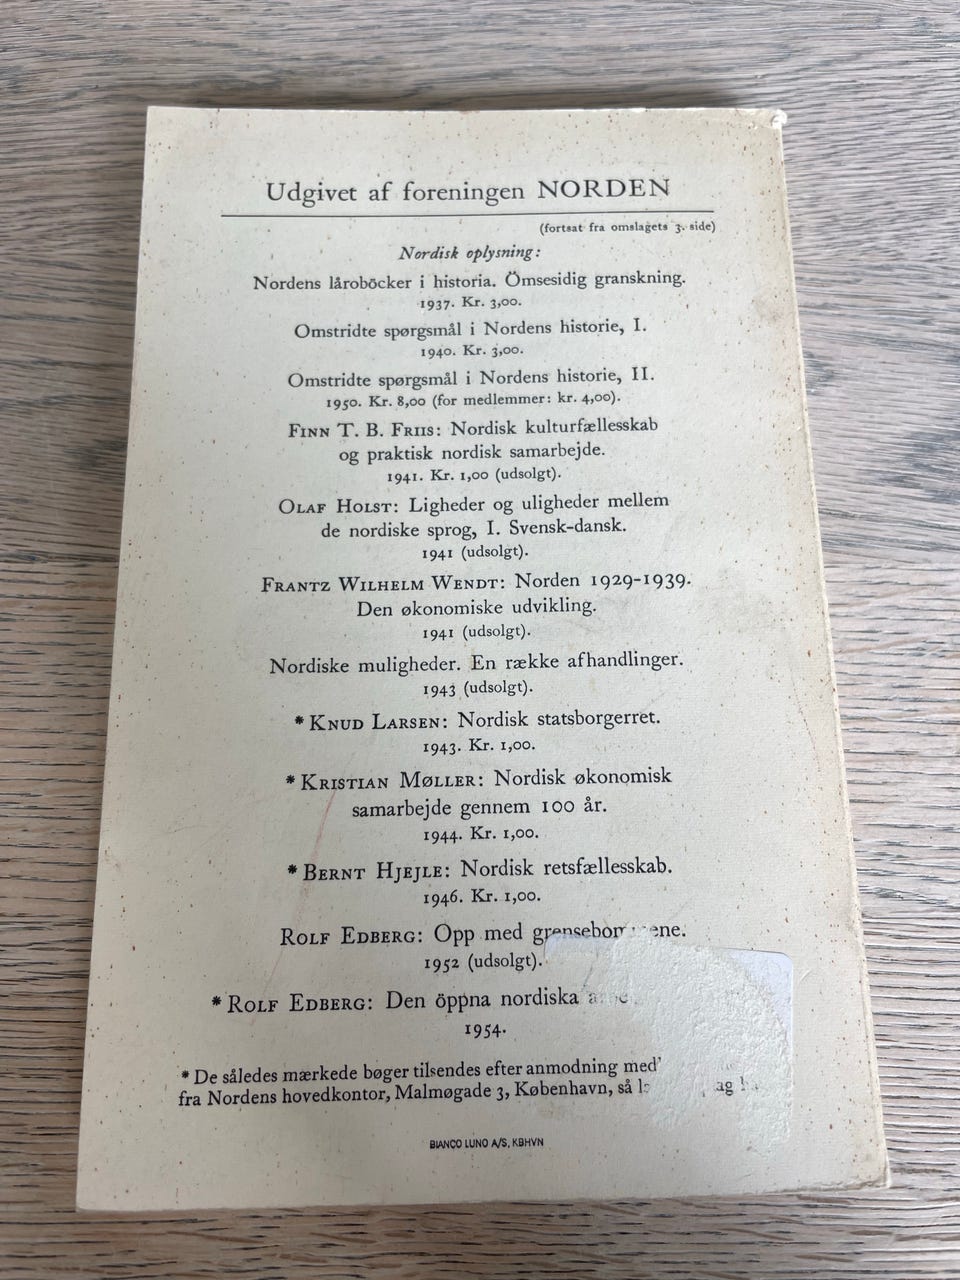 Udgivet af foreningen NORDEN
(fortsat fra omslagets 3. side)
Nordisk oplysning:
Nordens låroböcker i historia. Ömsesidig granskning.
1937. Kr. 3,00.
Omstridte spørgsmål i Nordens historie, I.
1940. Kr. 3,00.
Omstridte spørgsmål i Nordens historie, II.
1950. Kr. 8,00 (for medlemmer: kr. 4,00).
FINN T. B. FRIIS: Nordisk kulturfællesskab
og praktisk nordisk samarbejde.
1941. Kr. 1,00 (udsolgt).
OLAF HOLST: Ligheder og uligheder mellem
de nordiske sprog, I. Svensk-dansk.
1941 (udsolgt).
FRANTZ WILHELM WENDT: Norden 1929-1939.
Den økonomiske udvikling.
1941 (udsolgt).
Nordiske muligheder. En række afhandlinger.
1943 (udsolgt).
* KNUD LARSEN: Nordisk statsborgerret.
1943. Kr. 1,00.
* KRISTIAN MØLLER: Nordisk økonomisk
samarbejde gennem 100 år.
1944. Kr. 1,00.
* BERNT HJEJLE: Nordisk retsfællesskab.
1946. Kr. 1,00.
ROLF EDBERG: Opp med
1952 (udsolgt).
* ROLF EDBERG: Den öppna nordiska
1954.
* De således mærkede bøger tilsendes efter anmodning
fra Nordens hovedkontor, Malmøgade 3, København, så
BIANCO LUNO A/S, KBHVN